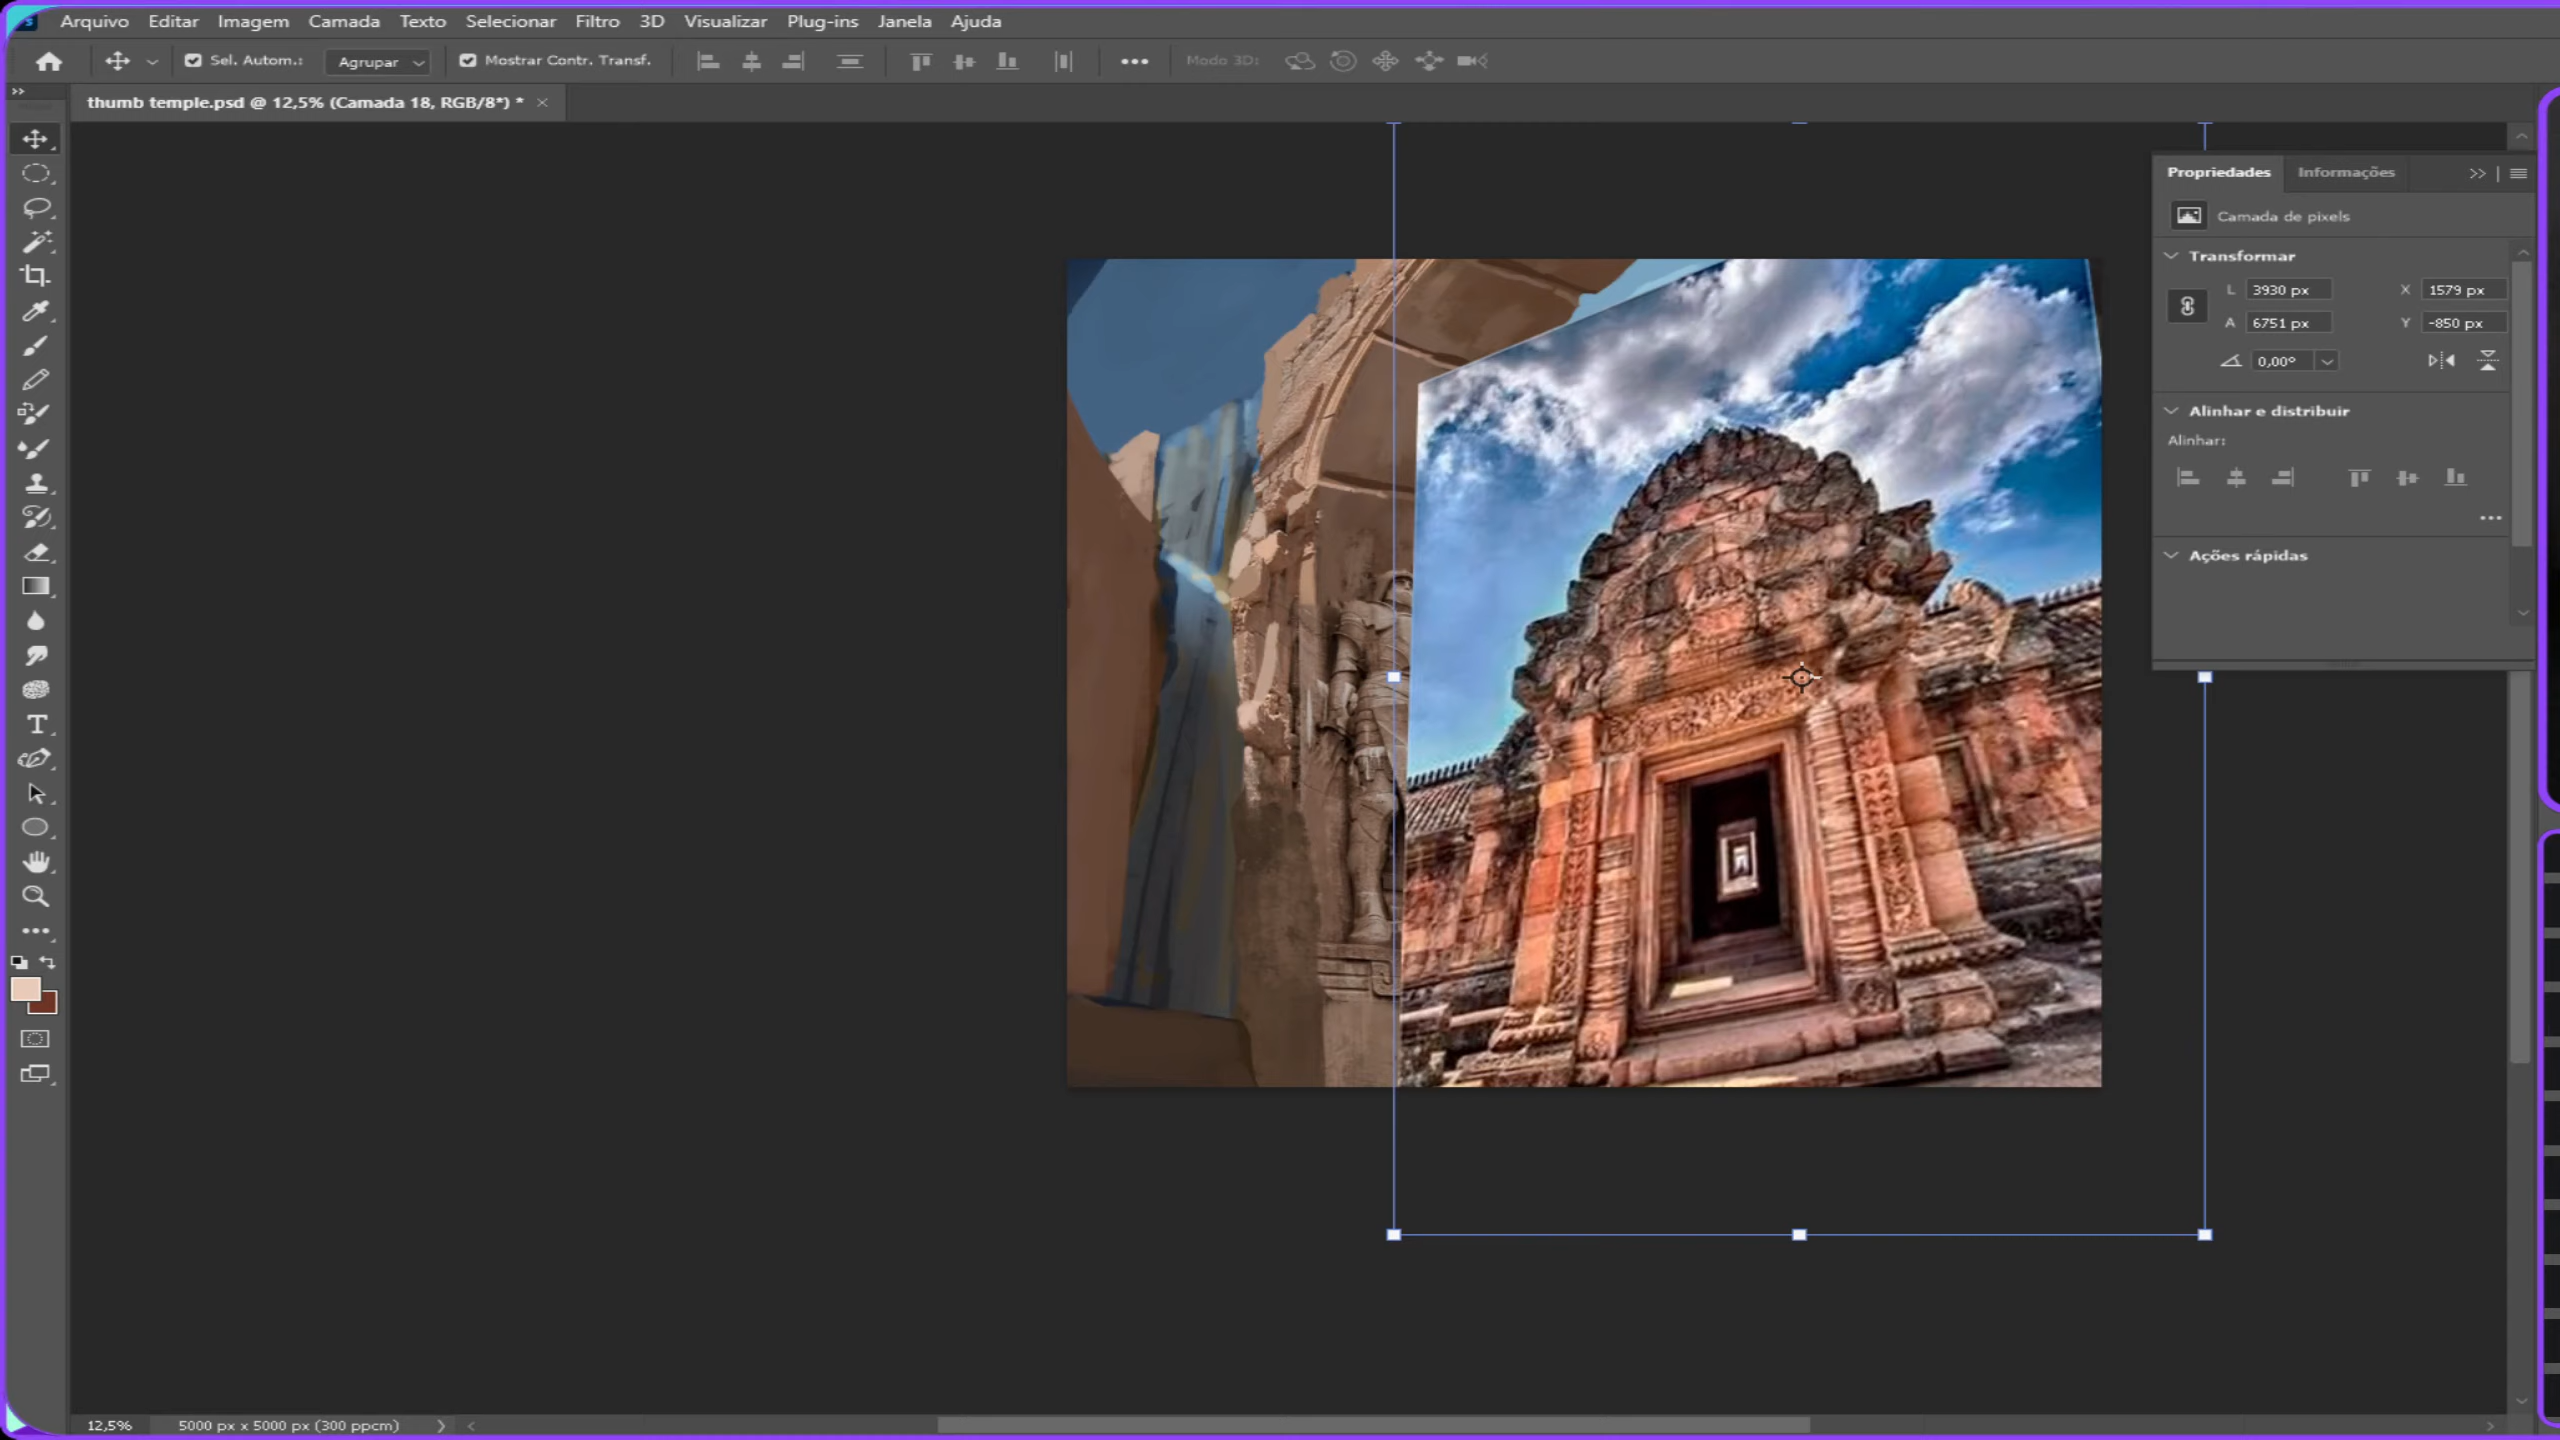 Arquivo Editar Imagem Camada Texto Selecionar Filtro 3D Visualizar Plug-ins Janela Ajuda
Sel. Autom.: Agrupar Mostrar Contr. Transf. Modo 3D:
thumb temple.psd @ 12,5% (Camada 18, RGB/8*) *
Propriedades Informações
Camada de pixels
Transformar
L 3930 px X 1579 px
A 6751 px Y -850 px
0,00°
Alinhar e distribuir
Alinhar:
Ações rápidas
12,5% 5000 px x 5000 px (300 ppcm)